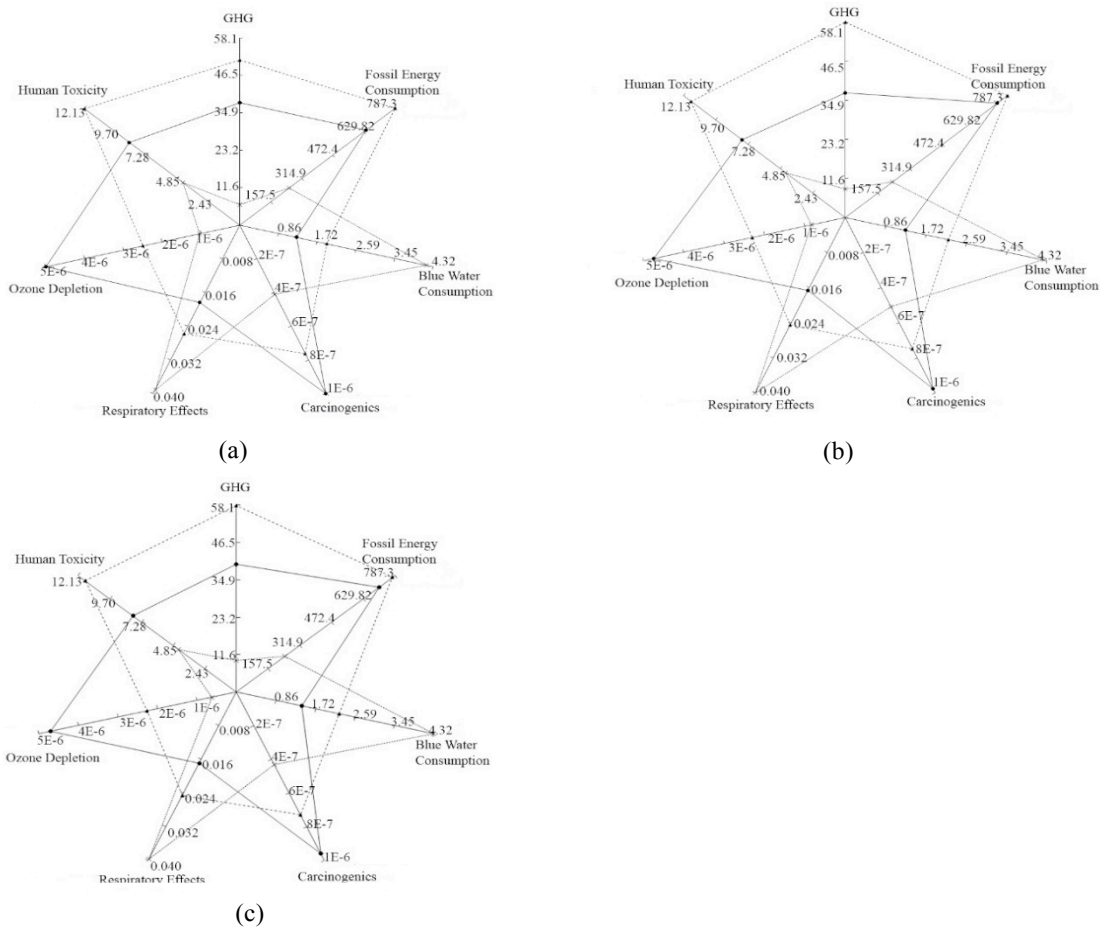 GHG
58.1
46.5
34.9
23.2
11.6
Fossil Energy
Consumption
787.3
629.82
472.4
314.9
157.5
Human Toxicity
12.13
9.70
7.28
4.85
2.43
0.86
1.72
2.59
3.45
4.32
Blue Water
Consumption
1E-6
2E-6
3E-6
4E-6
5E-6
Ozone Depletion
0.008
0.016
0.024
0.032
0.040
Respiratory Effects
2E-7
4E-7
6E-7
8E-7
1E-6
Carcinogenics
(a)
GHG
58.1
46.5
34.9
23.2
11.6
Fossil Energy
Consumption
787.3
629.82
472.4
314.9
157.5
Human Toxicity
12.13
9.70
7.28
4.85
2.43
0.86
1.72
2.59
3.45
4.32
Blue Water
Consumption
1E-6
2E-6
3E-6
4E-6
5E-6
Ozone Depletion
0.008
0.016
0.024
0.032
0.040
Respiratory Effects
2E-7
4E-7
6E-7
8E-7
1E-6
Carcinogenics
(b)
GHG
58.1
46.5
34.9
23.2
11.6
Fossil Energy
Consumption
787.3
629.82
472.4
314.9
157.5
Human Toxicity
12.13
9.70
7.28
4.85
2.43
0.86
1.72
2.59
3.45
4.32
Blue Water
Consumption
1E-6
2E-6
3E-6
4E-6
5E-6
Ozone Depletion
0.008
0.016
0.024
0.032
0.040
Respiratory Effects
2E-7
4E-7
6E-7
8E-7
1E-6
Carcinogenics
(c)